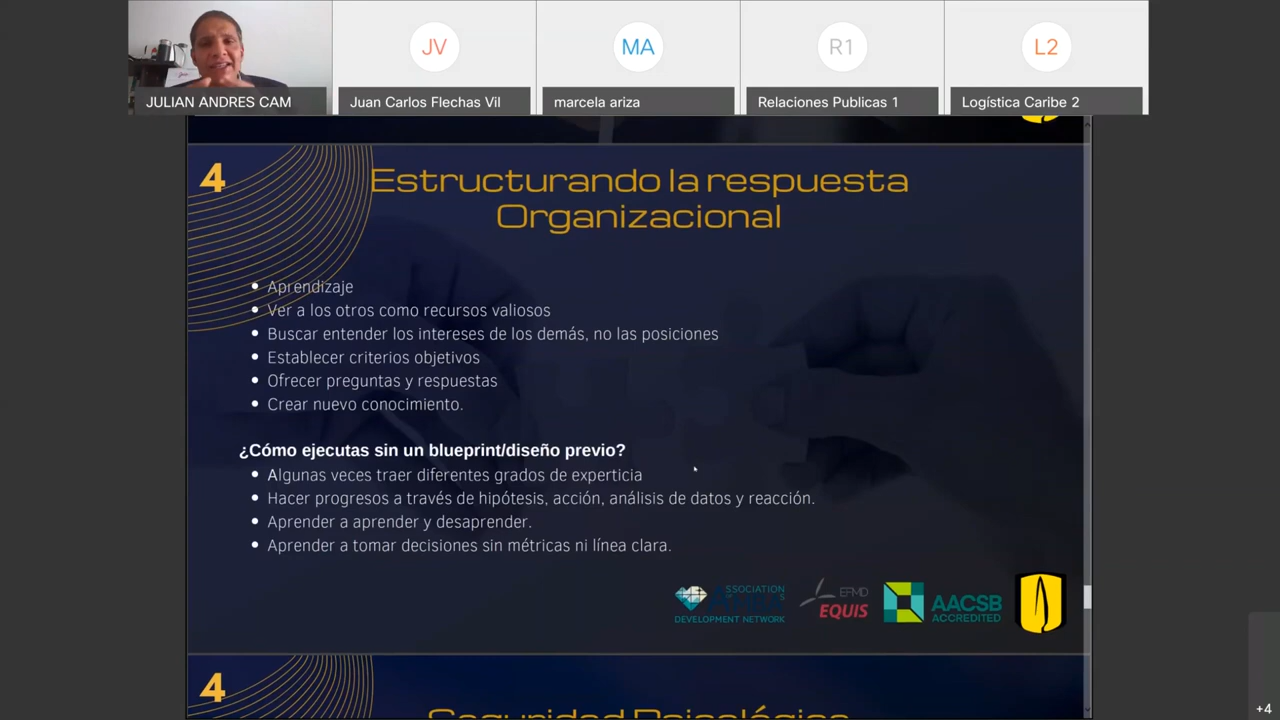 JV
MA
R1
L2
JULIAN ANDRES CAM
Juan Carlos Flechas Vil
marcela ariza
Relaciones Publicas 1
Logística Caribe 2
4
Estructurando la respuesta
Organizacional
Aprendizaje
Ver a los otros como recursos valiosos
Buscar entender los intereses de los demás, no las posiciones
Establecer criterios objetivos
Ofrecer preguntas y respuestas
Crear nuevo conocimiento.
¿Cómo ejecutas sin un blueprint/diseño previo?
Algunas veces traer diferentes grados de experticia
Hacer progresos a través de hipótesis, acción, análisis de datos y reacción.
Aprender a aprender y desaprender.
Aprender a tomar decisiones sin métricas ni línea clara.
DEVELOPMENT NETWORK
EFMD
EQUIS
AACSB
ACCREDITED
4
Seguridad Psicológica
+4